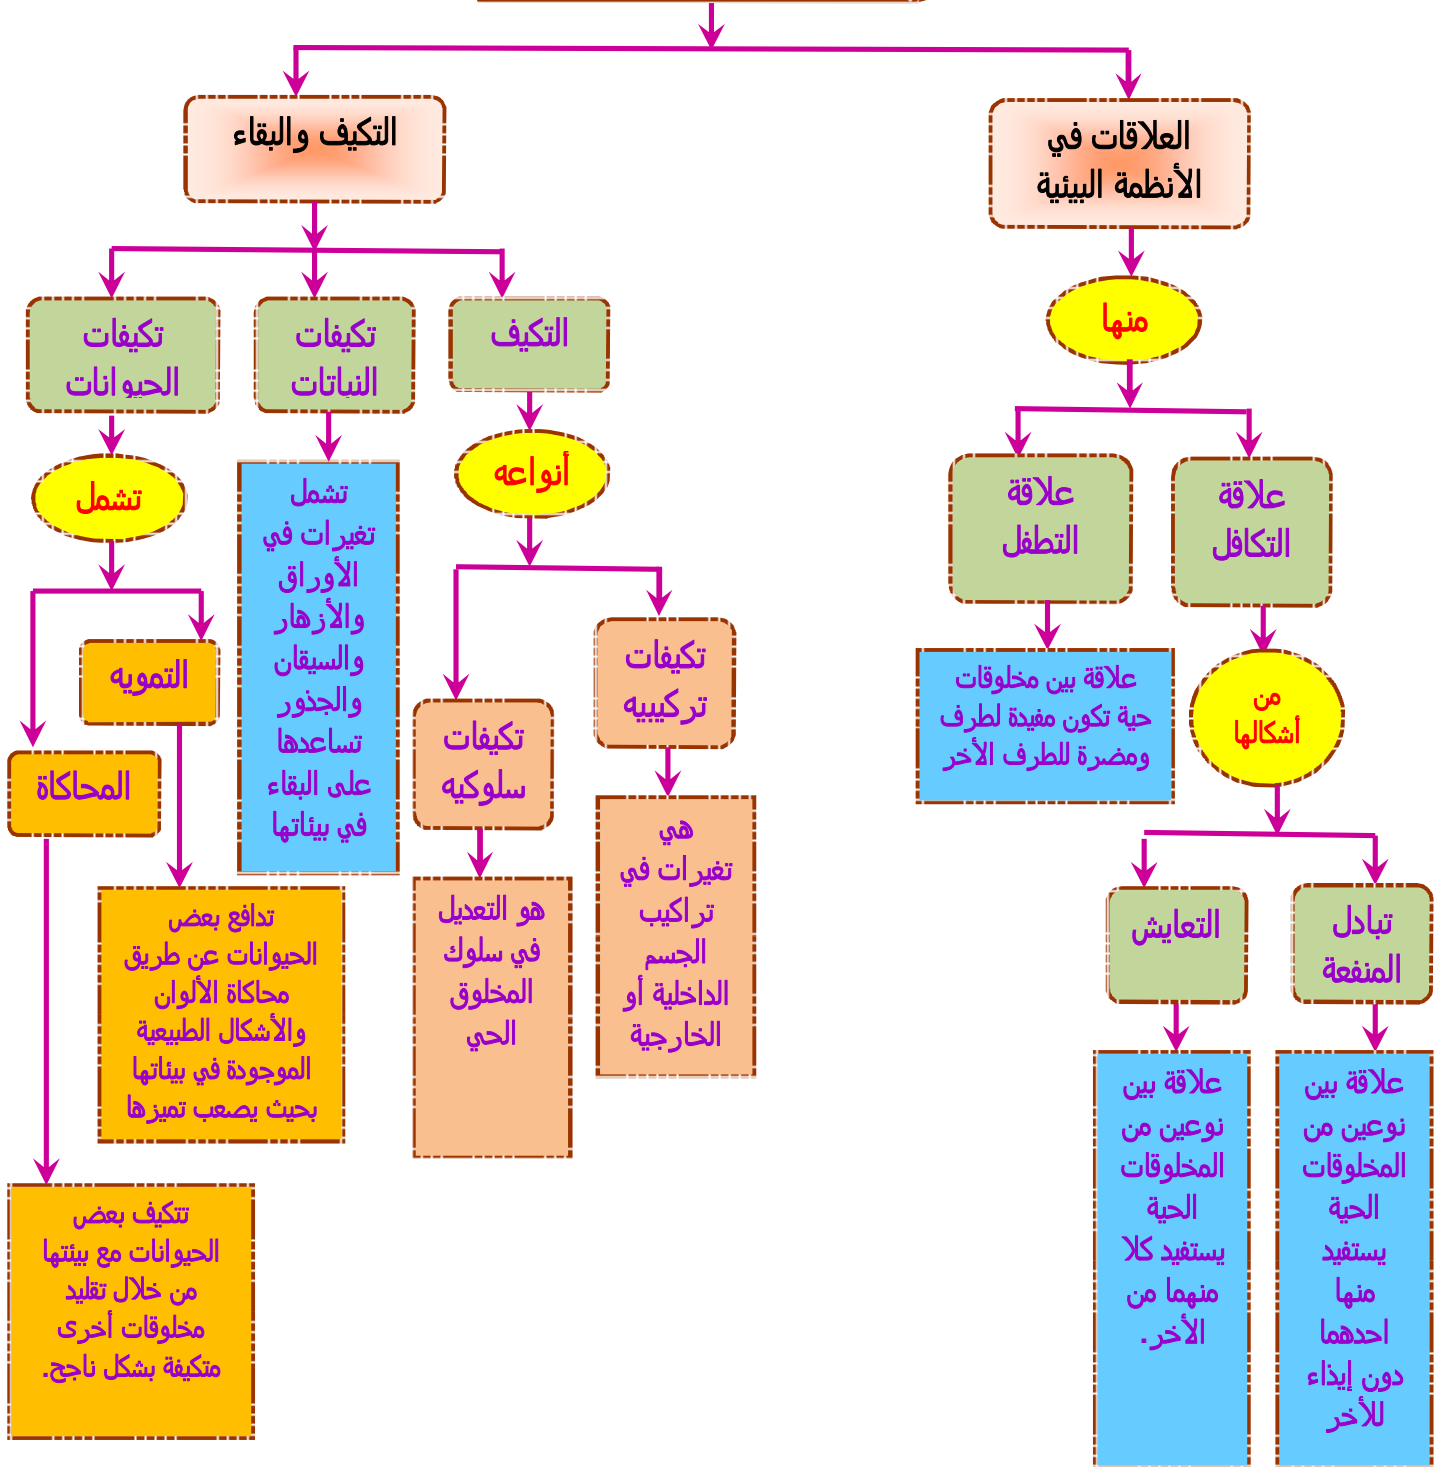 العلاقات في
الأنظمة البيئية
منها
علاقة
التكافل
من
أشكالها
تبادل
المنفعة
علاقة بين
نوعين من
المخلوقات
الحية
يستفيد
منها
احدهما
دون إيذاء
للأخر
التعايش
علاقة بين
نوعين من
المخلوقات
الحية
يستفيد كلا
منهما من
الأخر.
علاقة
التطفل
علاقة بين مخلوقات
حية تكون مفيدة لطرف
ومضرة للطرف الأخر
التكيف والبقاء
التكيف
أنواعه
تكيفات
تركيبيه
هي
تغيرات في
تراكيب
الجسم
الداخلية أو
الخارجية
تكيفات
سلوكيه
هو التعديل
في سلوك
المخلوق
الحي
تكيفات
النباتات
تشمل
تغيرات في
الأوراق
والأزهار
والسيقان
والجذور
تساعدها
على البقاء
في بيئاتها
تكيفات
الحيوانات
تشمل
التمويه
تدافع بعض
الحيوانات عن طريق
محاكاة الألوان
والأشكال الطبيعية
الموجودة في بيئاتها
بحيث يصعب تميزها
المحاكاة
تتكيف بعض
الحيوانات مع بيئتها
من خلال تقليد
مخلوقات أخرى
متكيفة بشكل ناجح.